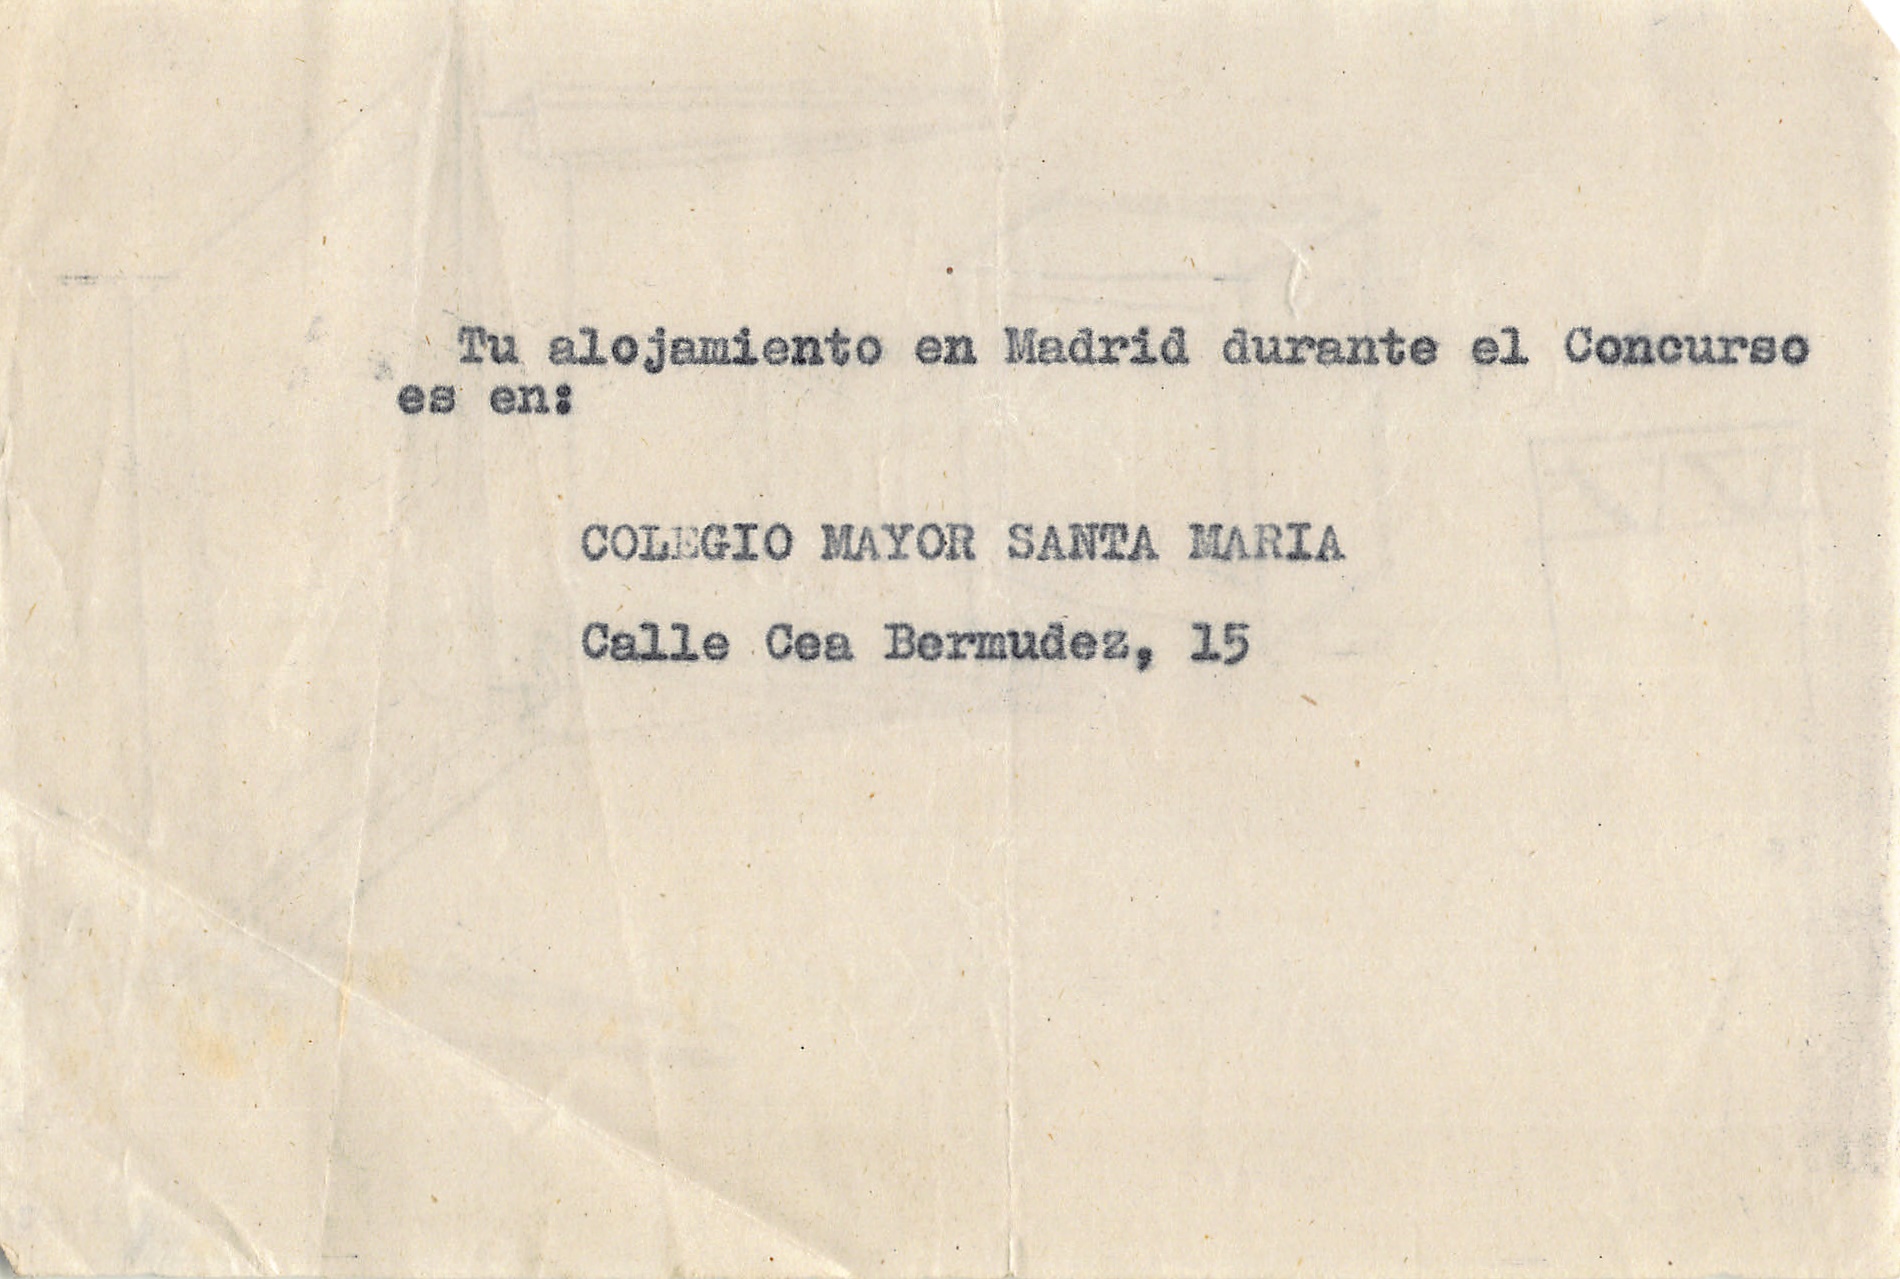 Tu alojamiento en Madrid durante el Concurso
es en:
COLEGIO MAYOR SANTA MARIA
Calle Cea Bermudez, 15